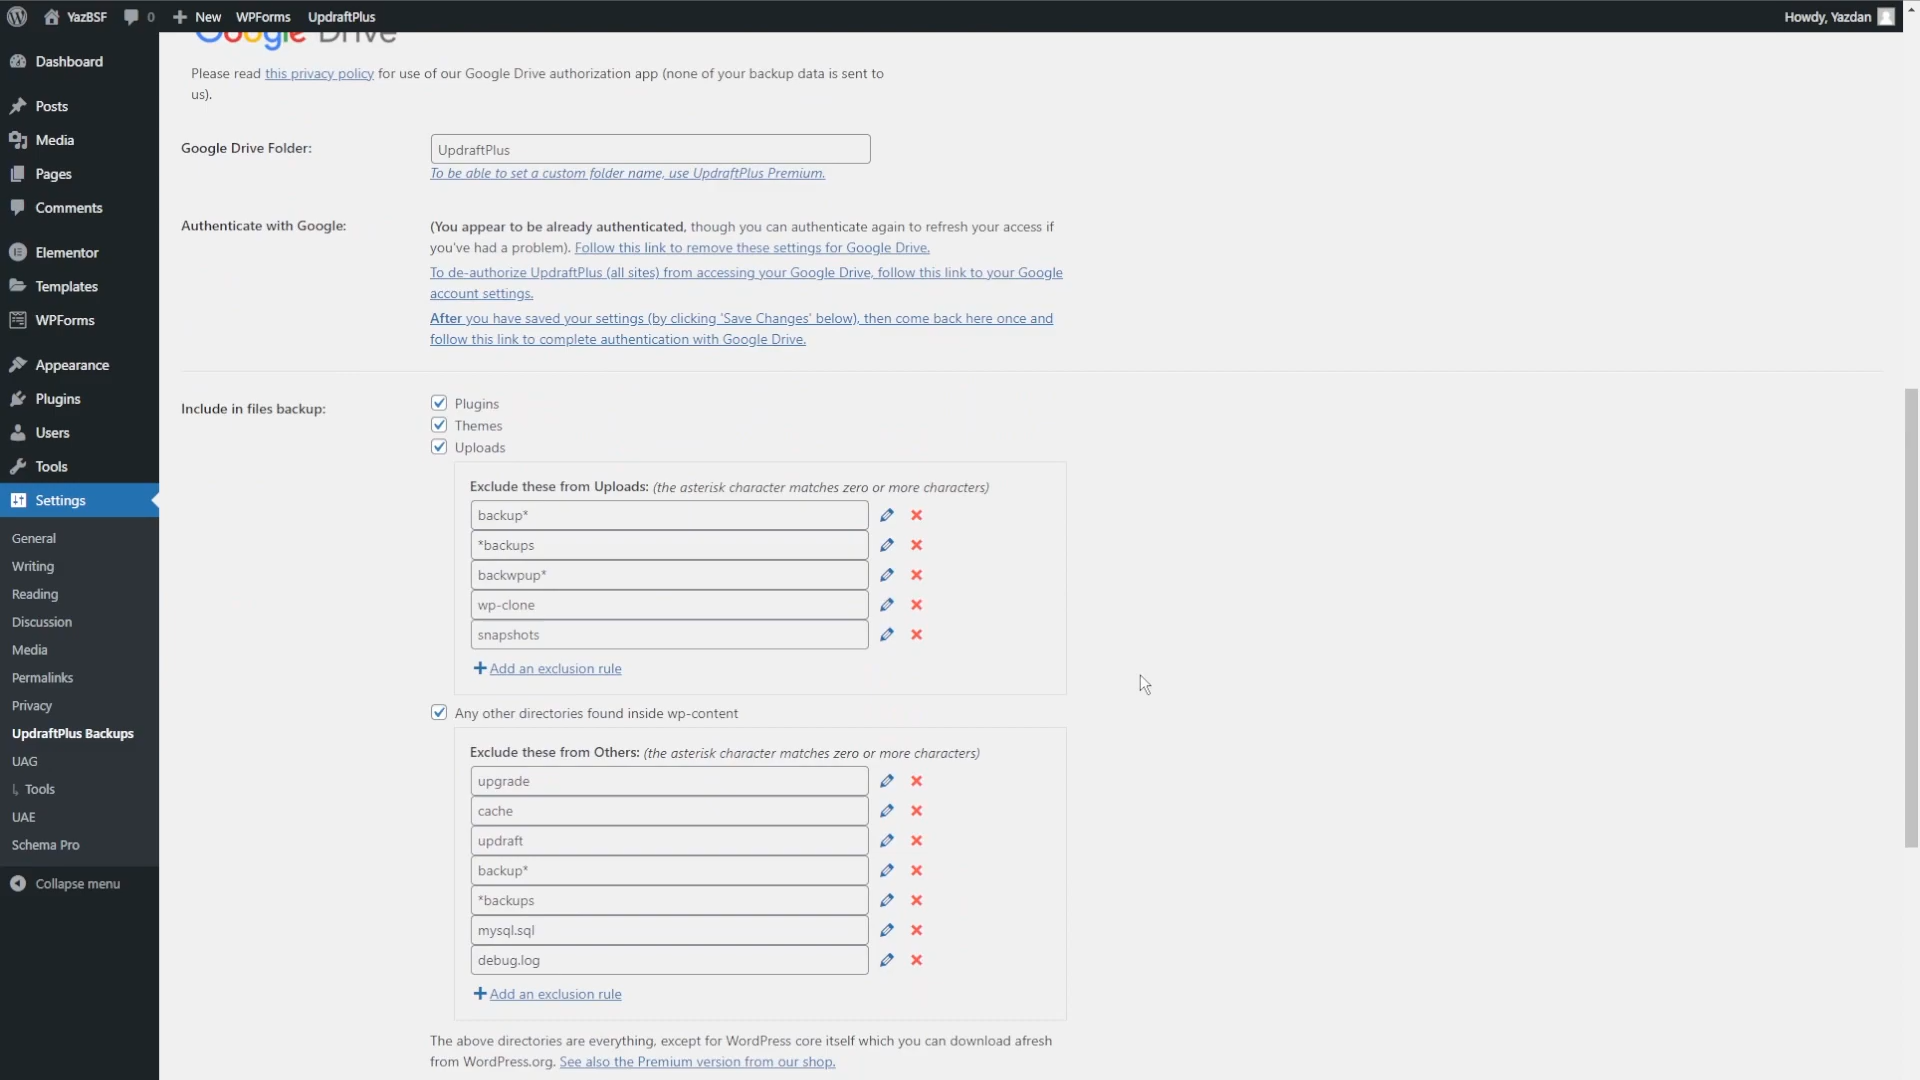 YazBSF
0
New
WPForms
UpdraftPlus
Howdy, Yazdan
Dashboard
Posts
Media
Pages
Comments
Elementor
Templates
WPForms
Appearance
Plugins
Users
Tools
Settings
General
Writing
Reading
Discussion
Media
Permalinks
Privacy
UpdraftPlus Backups
UAG
Tools
UAE
Schema Pro
Collapse menu
Google Drive
Please read this privacy policy for use of our Google Drive authorization app (none of your backup data is sent to
us).
Google Drive Folder:
UpdraftPlus
To be able to set a custom folder name, use UpdraftPlus Premium.
Authenticate with Google:
(You appear to be already authenticated, though you can authenticate again to refresh your access if
you've had a problem). Follow this link to remove these settings for Google Drive.
To de-authorize UpdraftPlus (all sites) from accessing your Google Drive, follow this link to your Google
account settings.
After you have saved your settings (by clicking 'Save Changes' below), then come back here once and
follow this link to complete authentication with Google Drive.
Include in files backup:
Plugins
Themes
Uploads
Exclude these from Uploads: (the asterisk character matches zero or more characters)
backup*
*backups
backwpup*
wp-clone
snapshots
Add an exclusion rule
Any other directories found inside wp-content
Exclude these from Others: (the asterisk character matches zero or more characters)
upgrade
cache
updraft
backup*
*backups
mysql.sql
debug.log
Add an exclusion rule
The above directories are everything, except for WordPress core itself which you can download afresh
from WordPress.org. See also the Premium version from our shop.